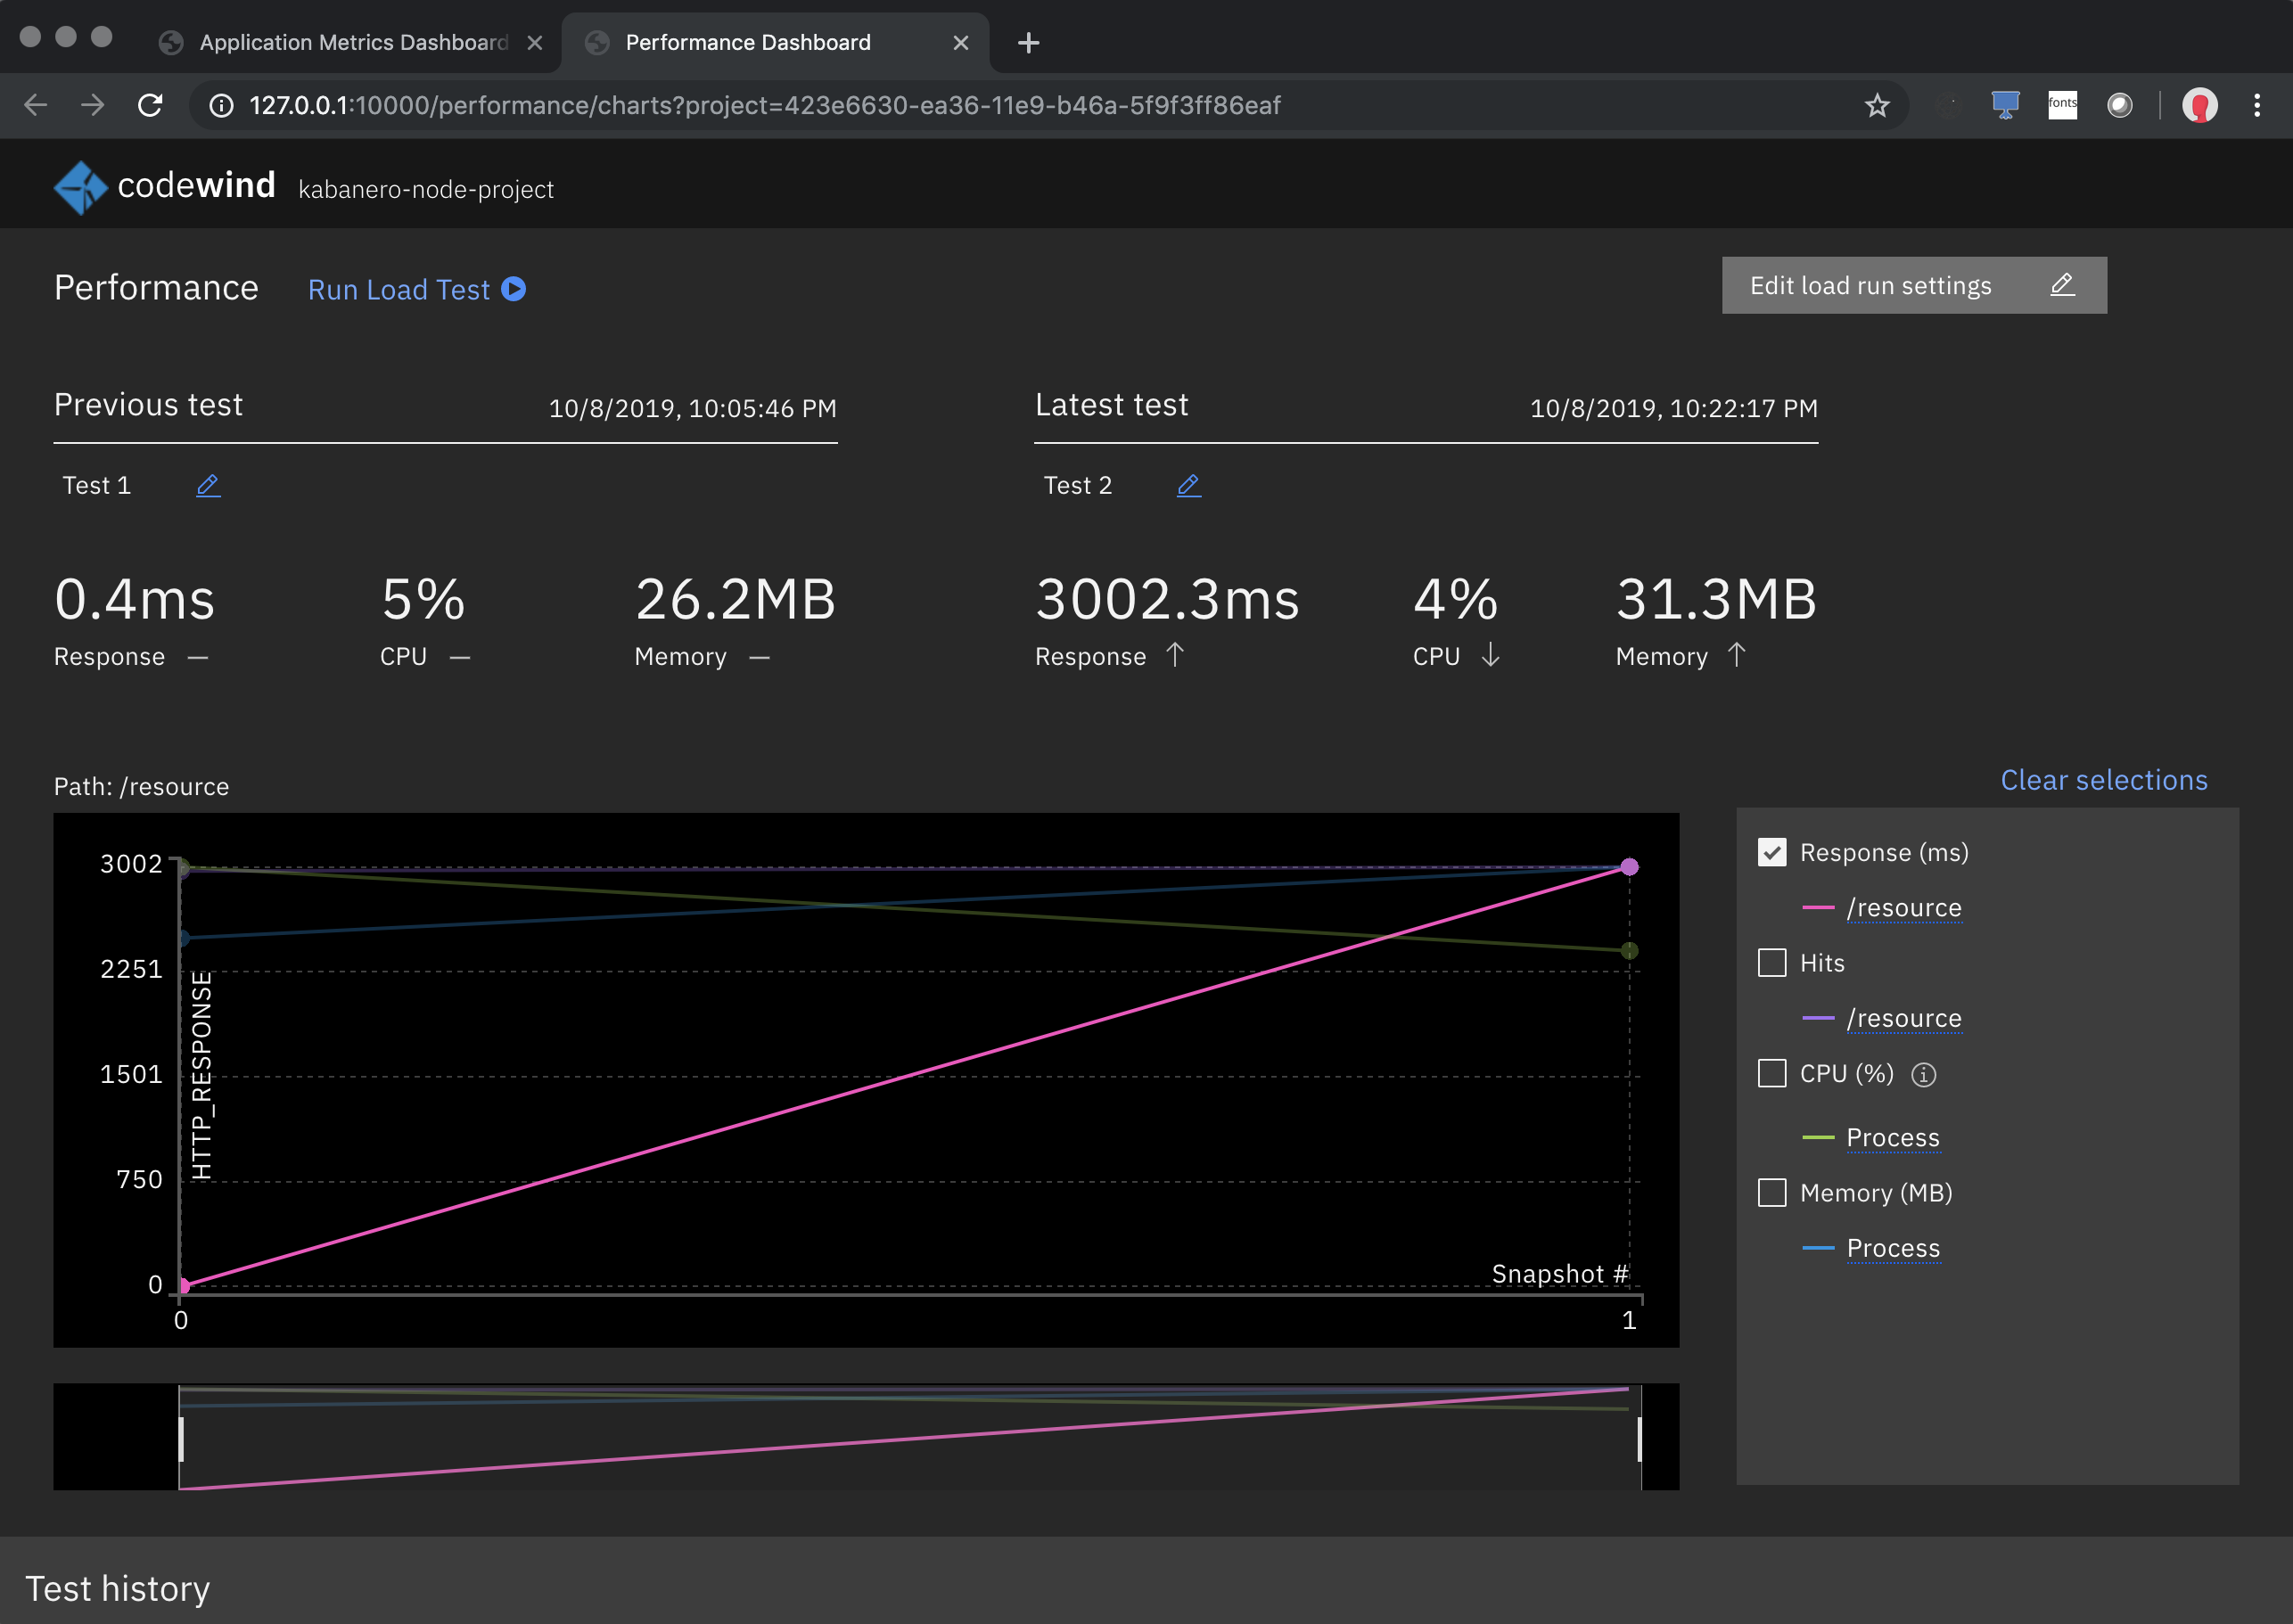 Application Metrics Dashboard
Performance Dashboard
127.0.0.1:10000/performance/charts?project=423e6630-ea36-11e9-b46a-5f9f3ff86eaf
fonts
codewind kabanero-node-project
Performance Run Load Test Edit load run settings
Previous test 10/8/2019, 10:05:46 PM
Test 1
0.4ms 5% 26.2MB
Response CPU Memory
Latest test 10/8/2019, 10:22:17 PM
Test 2
3002.3ms 4% 31.3MB
Response ↑ CPU ↓ Memory ↑
Path: /resource
3002
2251
1501
750
0
HTTP_RESPONSE
Snapshot #
0 1
Clear selections
Response (ms)
/resource
Hits
/resource
CPU (%)
Process
Memory (MB)
Process
Test history